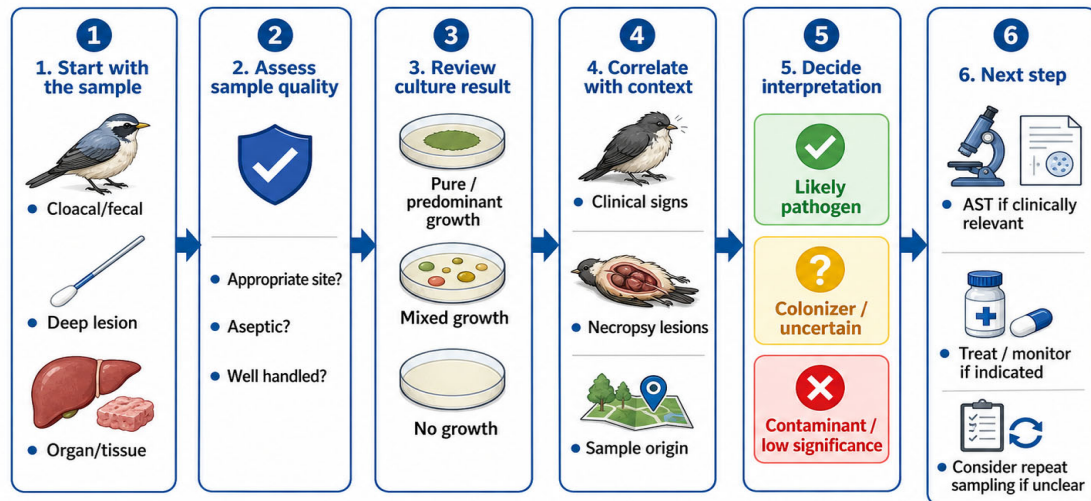 1
1. Start with
the sample
Cloacal/fecal
Deep lesion
Organ/tissue
2
2. Assess
sample quality
Appropriate site?
Aseptic?
Well handled?
3
3. Review
culture result
Pure /
predominant
growth
Mixed growth
No growth
4
4. Correlate
with context
Clinical signs
Necropsy lesions
Sample origin
5
5. Decide
interpretation
Likely
pathogen
?
Colonizer /
uncertain
Contaminant /
low significance
6
6. Next step
AST if clinically
relevant
Treat / monitor
if indicated
Consider repeat
sampling if unclear